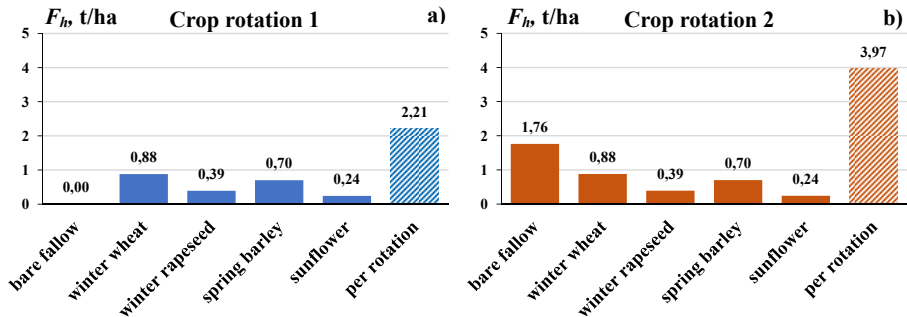 F_h, t/ha Crop rotation 1 a)
5
4
3
2
1
0
0,00
0,88
0,39
0,70
0,24
2,21
bare fallow
winter wheat
winter rapeseed
spring barley
sunflower
per rotation
F_h, t/ha Crop rotation 2 b)
5
4
3
2
1
0
1,76
0,88
0,39
0,70
0,24
3,97
bare fallow
winter wheat
winter rapeseed
spring barley
sunflower
per rotation